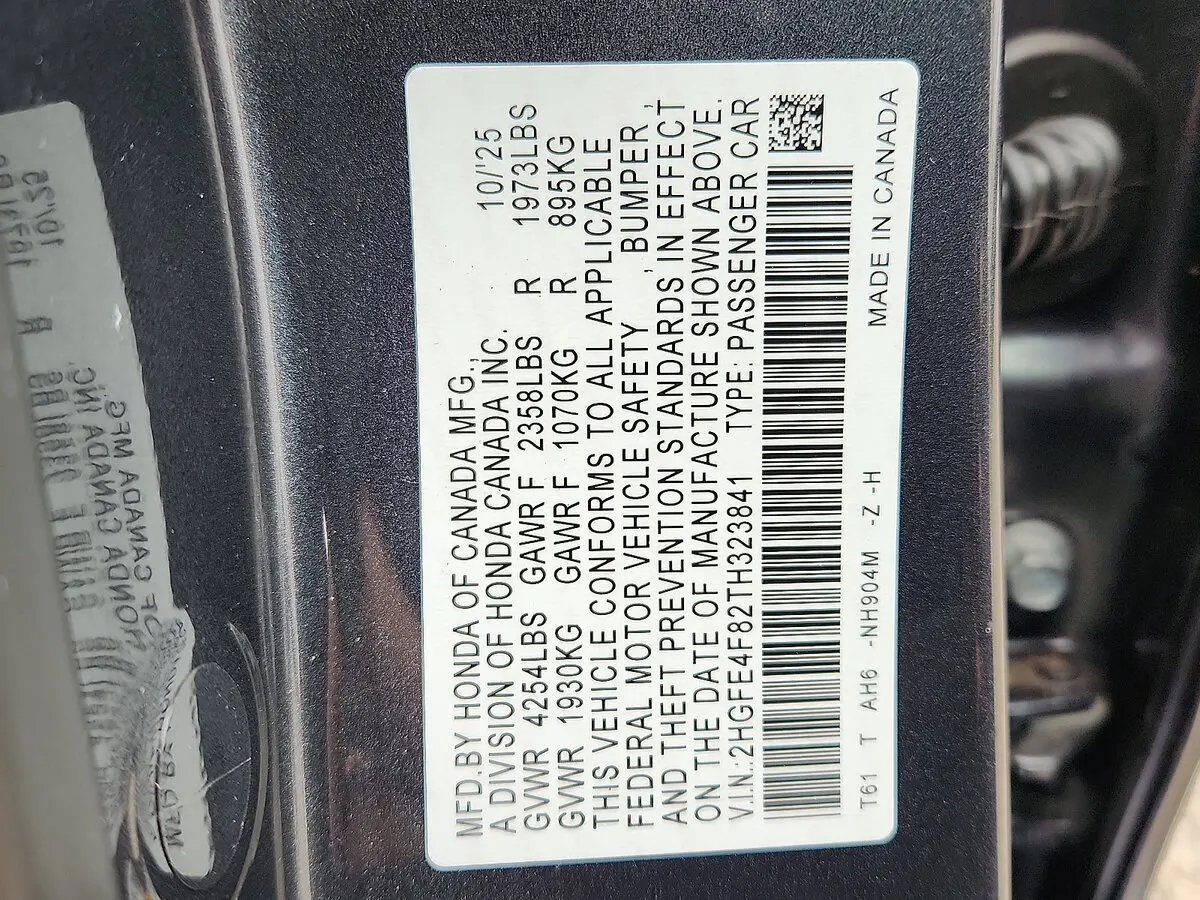 MFD.BY HONDA OF CANADA MFG.,
A DIVISION OF HONDA CANADA INC. 10/'25
GVWR 4254LBS GAWR F 2358LBS R 1973LBS
GVWR 1930KG GAWR F 1070KG R 895KG
THIS VEHICLE CONFORMS TO ALL APPLICABLE
FEDERAL MOTOR VEHICLE SAFETY , BUMPER,
AND THEFT PREVENTION STANDARDS IN EFFECT
ON THE DATE OF MANUFACTURE SHOWN ABOVE.
V.I.N.:2HGFE4F82TH323841 TYPE: PASSENGER CAR
T61 T AH6 -NH904M -Z -H
MADE IN CANADA